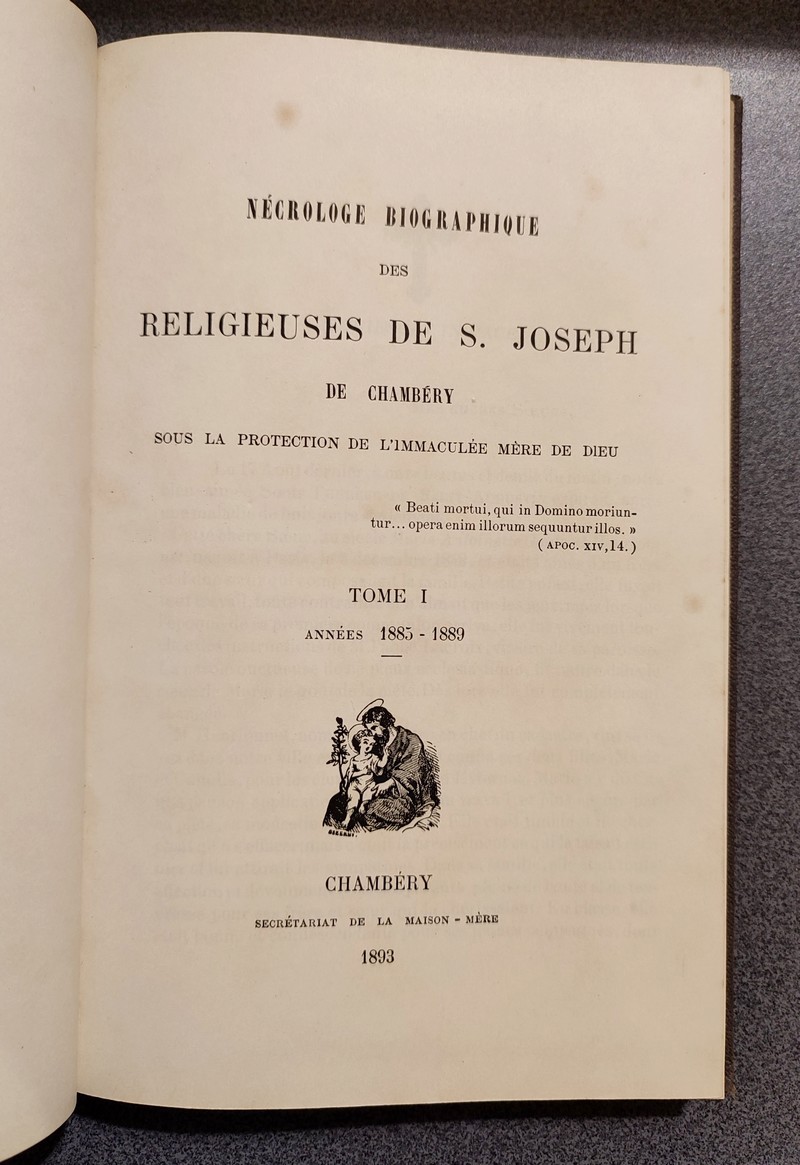 NÉCROLOGE BIOGRAPHIQUE
DES
RELIGIEUSES DE S. JOSEPH
DE CHAMBÉRY
SOUS LA PROTECTION DE L'IMMACULÉE MÈRE DE DIEU
« Beati mortui, qui in Domino moriun-
tur... opera enim illorum sequuntur illos. »
( APOC. XIV, 14. )
TOME I
ANNÉES 1885 - 1889
CHAMBÉRY
SECRÉTARIAT DE LA MAISON - MÈRE
1893